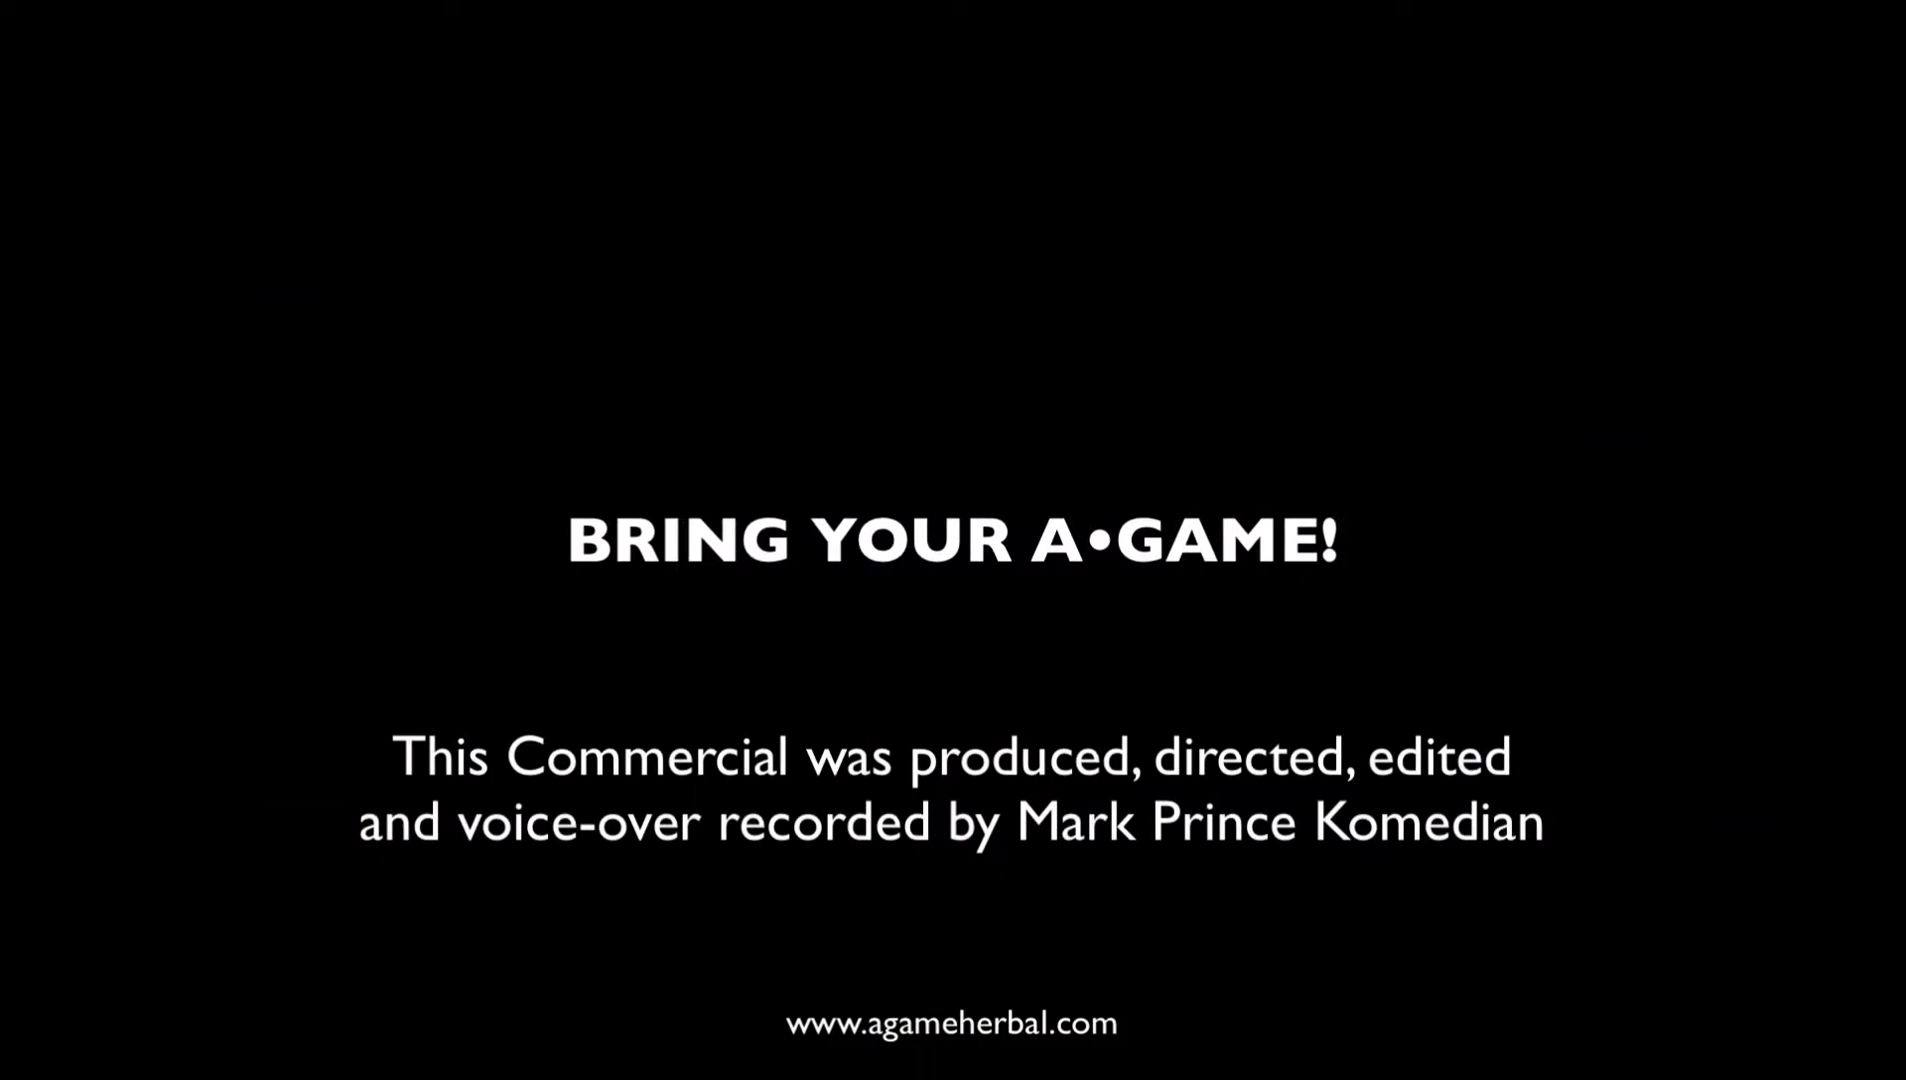 BRING YOUR A•GAME!
This Commercial was produced, directed, edited
and voice-over recorded by Mark Prince Komedian
www.agameherbal.com